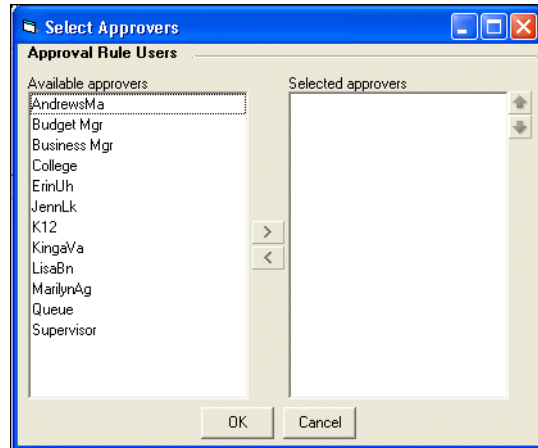 Select Approvers
Approval Rule Users
Available approvers
AndrewsMa
Budget Mgr
Business Mgr
College
ErinUh
JennLk
K12
KingaVa
LisaBn
MarilynAg
Queue
Supervisor
>
<
Selected approvers
OK
Cancel